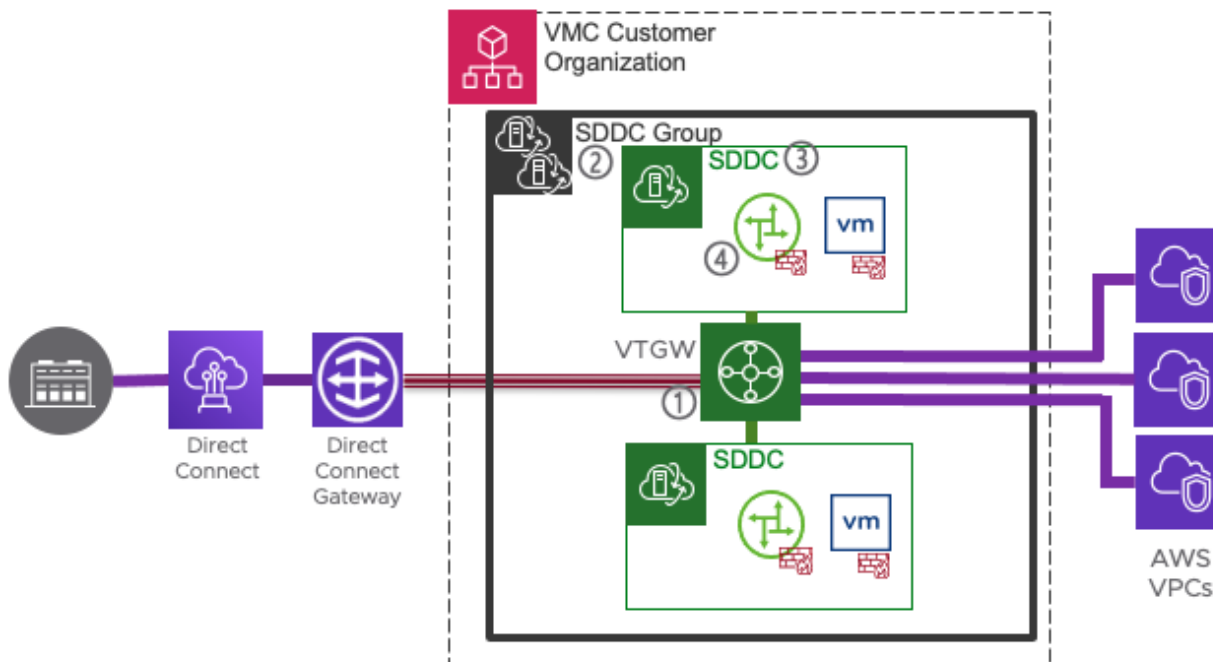 VMC Customer
Organization
SDDC Group
②
SDDC ③
vm
④
VTGW
①
Direct
Connect
Direct
Connect
Gateway
SDDC
vm
AWS
VPCs